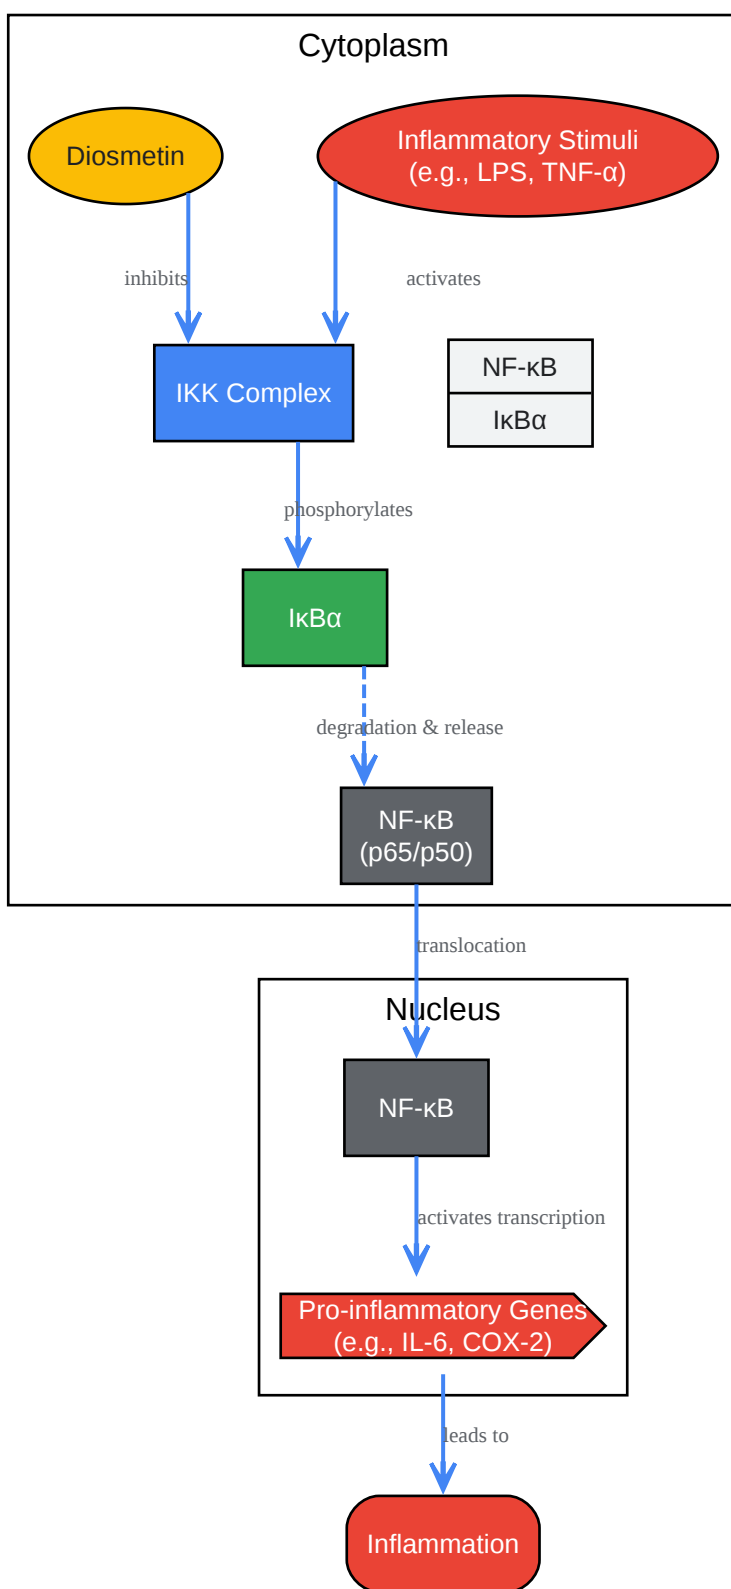 Cytoplasm
Diosmetin
Inflammatory Stimuli
(e.g., LPS, TNF-α)
inhibits
activates
IKK Complex
NF-κB
IκBα
phosphorylates
IκBα
degradation & release
NF-κB
(p65/p50)
translocation
Nucleus
NF-κB
activates transcription
Pro-inflammatory Genes
(e.g., IL-6, COX-2)
leads to
Inflammation